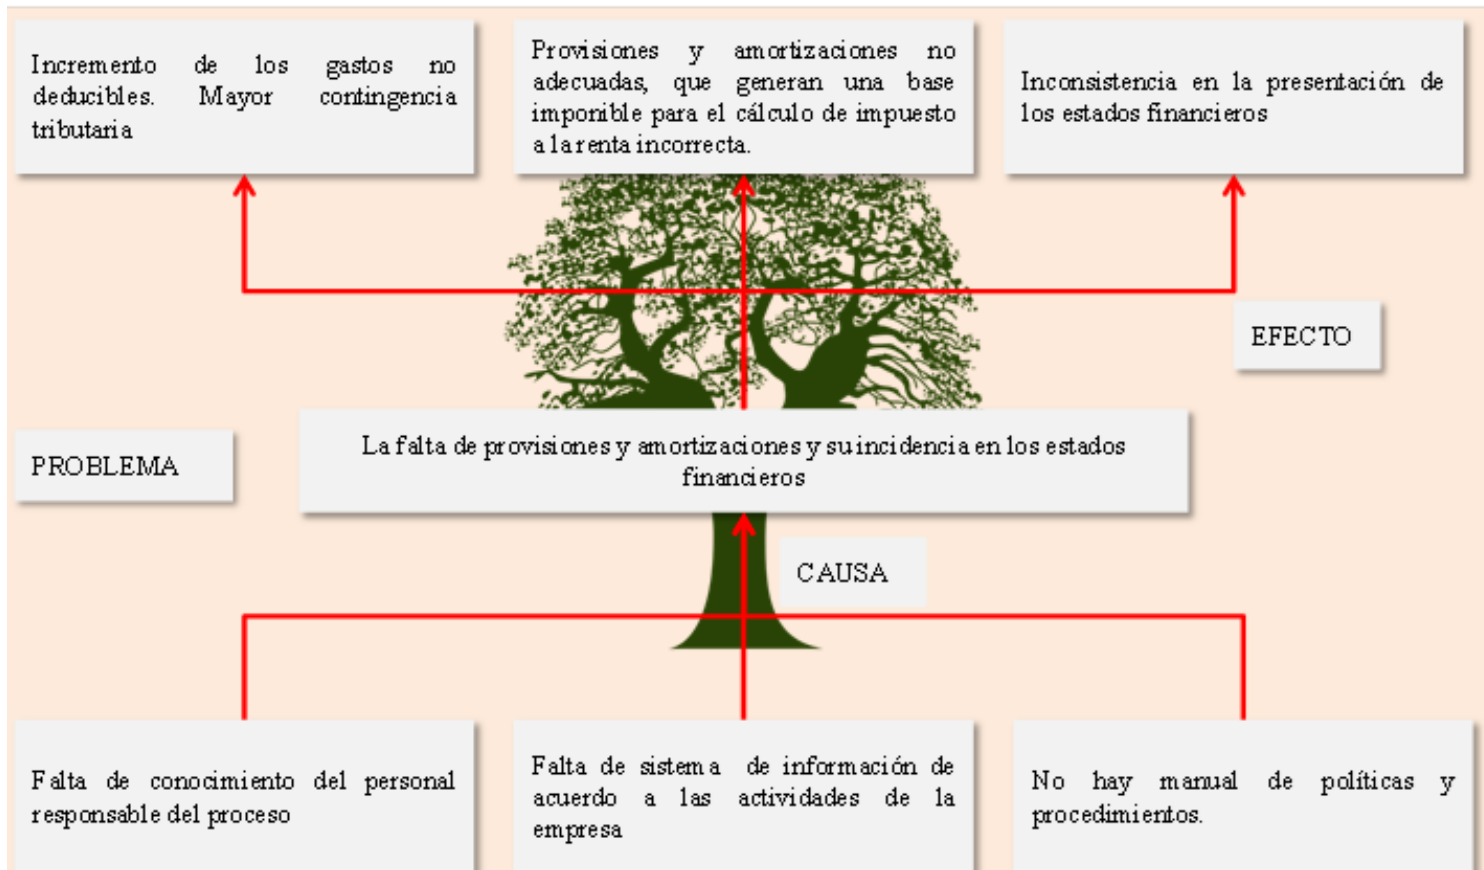 Incremento de los gastos no
deducibles. Mayor contingencia
tributaria
Provisiones y amortizaciones no
adecuadas, que generan una base
imponible para el cálculo de impuesto
a la renta incorrecta.
Inconsistencia en la presentación de
los estados financieros
EFECTO
PROBLEMA
La falta de provisiones y amortizaciones y su incidencia en los estados
financieros
CAUSA
Falta de conocimiento del personal
responsable del proceso
Falta de sistema de información de
acuerdo a las actividades de la
empresa
No hay manual de políticas y
procedimientos.